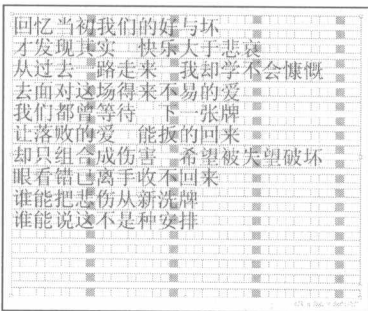 回忆当初我们的好与坏
才发现其实 快乐大于悲哀
从过去一路走来 我却学不会慷慨
去面对这场得来不易的爱
我们都曾等待 下一张牌
让落败的爱 能扳的回来
却只组合成伤害 希望被失望破坏
眼看错已离手收不回来
谁能把悲伤从新洗牌
谁能说这不是种安排